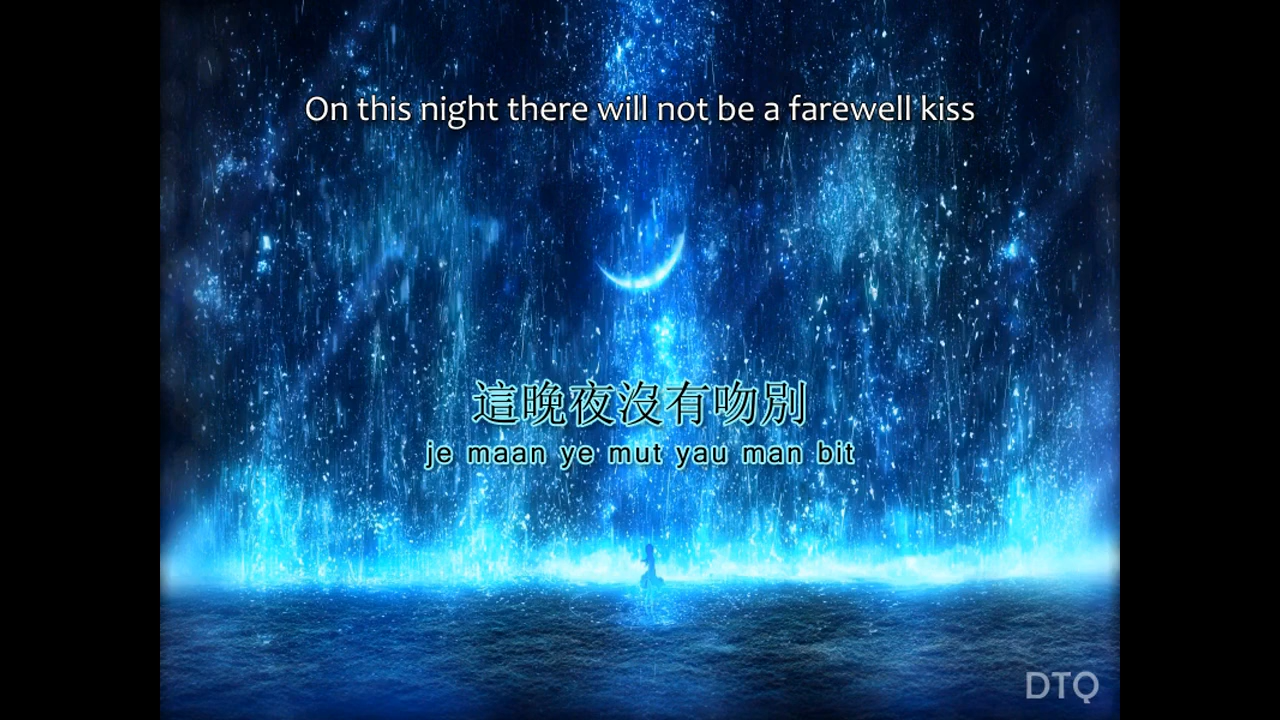 On this night there will not be a farewell kiss
這晚夜沒有吻別
je maan ye mut yau man bit
DTQ